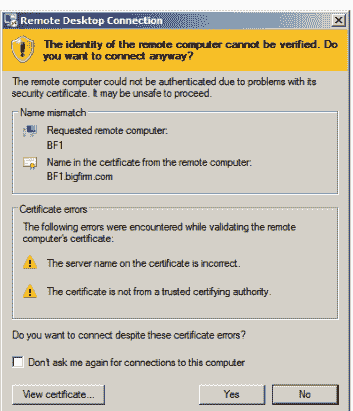 Remote Desktop Connection
The identity of the remote computer cannot be verified. Do
you want to connect anyway?
The remote computer could not be authenticated due to problems with its
security certificate. It may be unsafe to proceed.
Name mismatch
Requested remote computer:
BF1
Name in the certificate from the remote computer:
BF1.bigfirm.com
Certificate errors
The following errors were encountered while validating the remote
computer's certificate:
The server name on the certificate is incorrect.
The certificate is not from a trusted certifying authority.
Do you want to connect despite these certificate errors?
Don't ask me again for connections to this computer
View certificate...
Yes
No